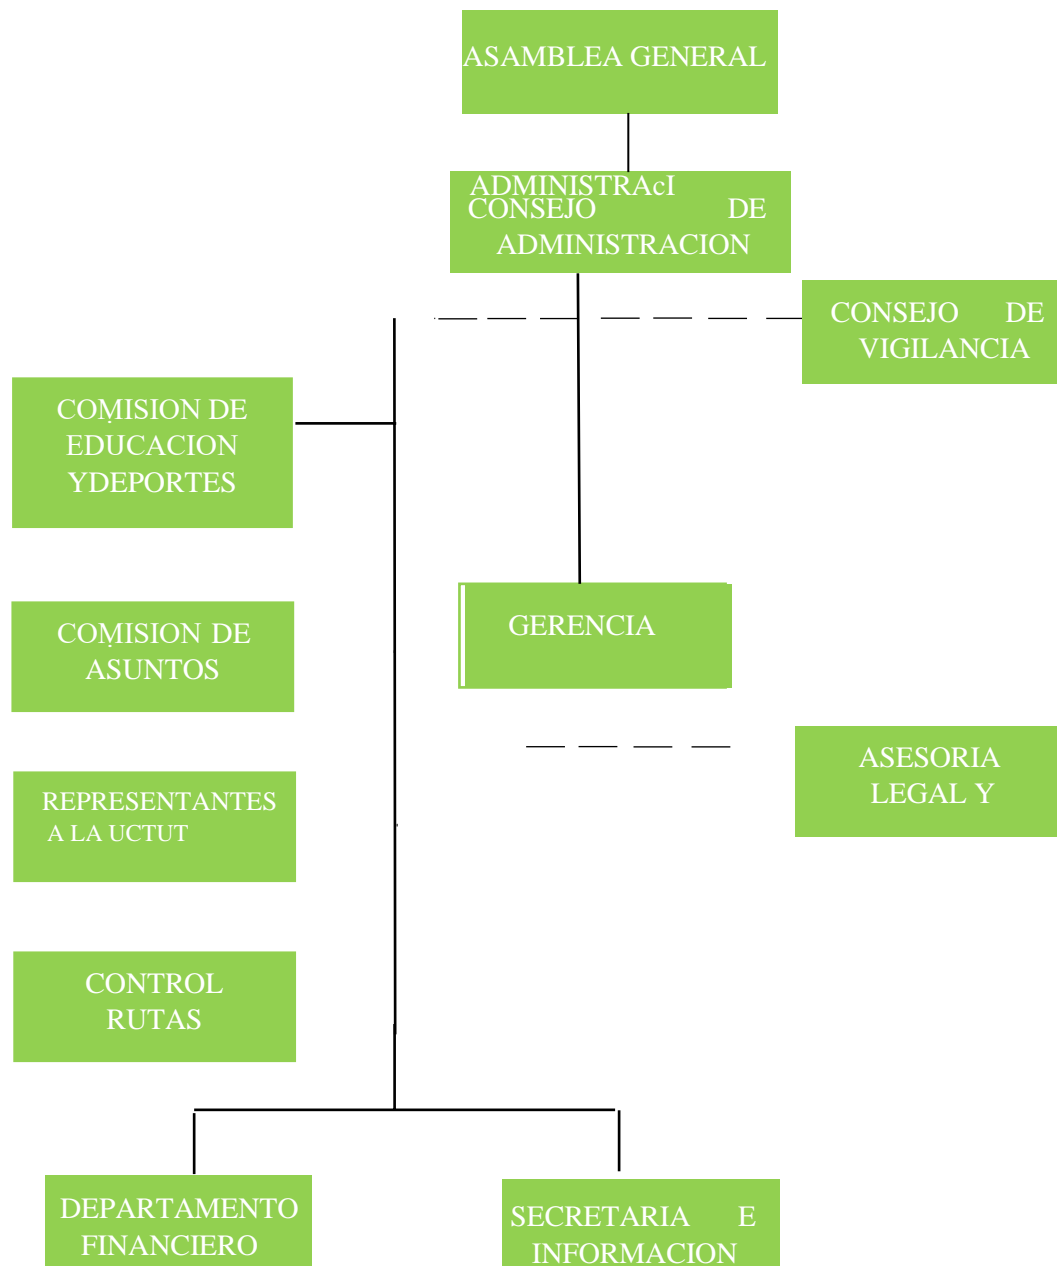 ASAMBLEA GENERAL
ADMINISTRAcI
CONSEJO DE
ADMINISTRACION
CONSEJO DE
VIGILANCIA
COMISION DE
EDUCACION
YDEPORTES
COMISION DE
ASUNTOS
GERENCIA
ASESORIA
LEGAL Y
REPRESENTANTES
A LA UCTUT
CONTROL
RUTAS
DEPARTAMENTO
FINANCIERO
SECRETARIA E
INFORMACION